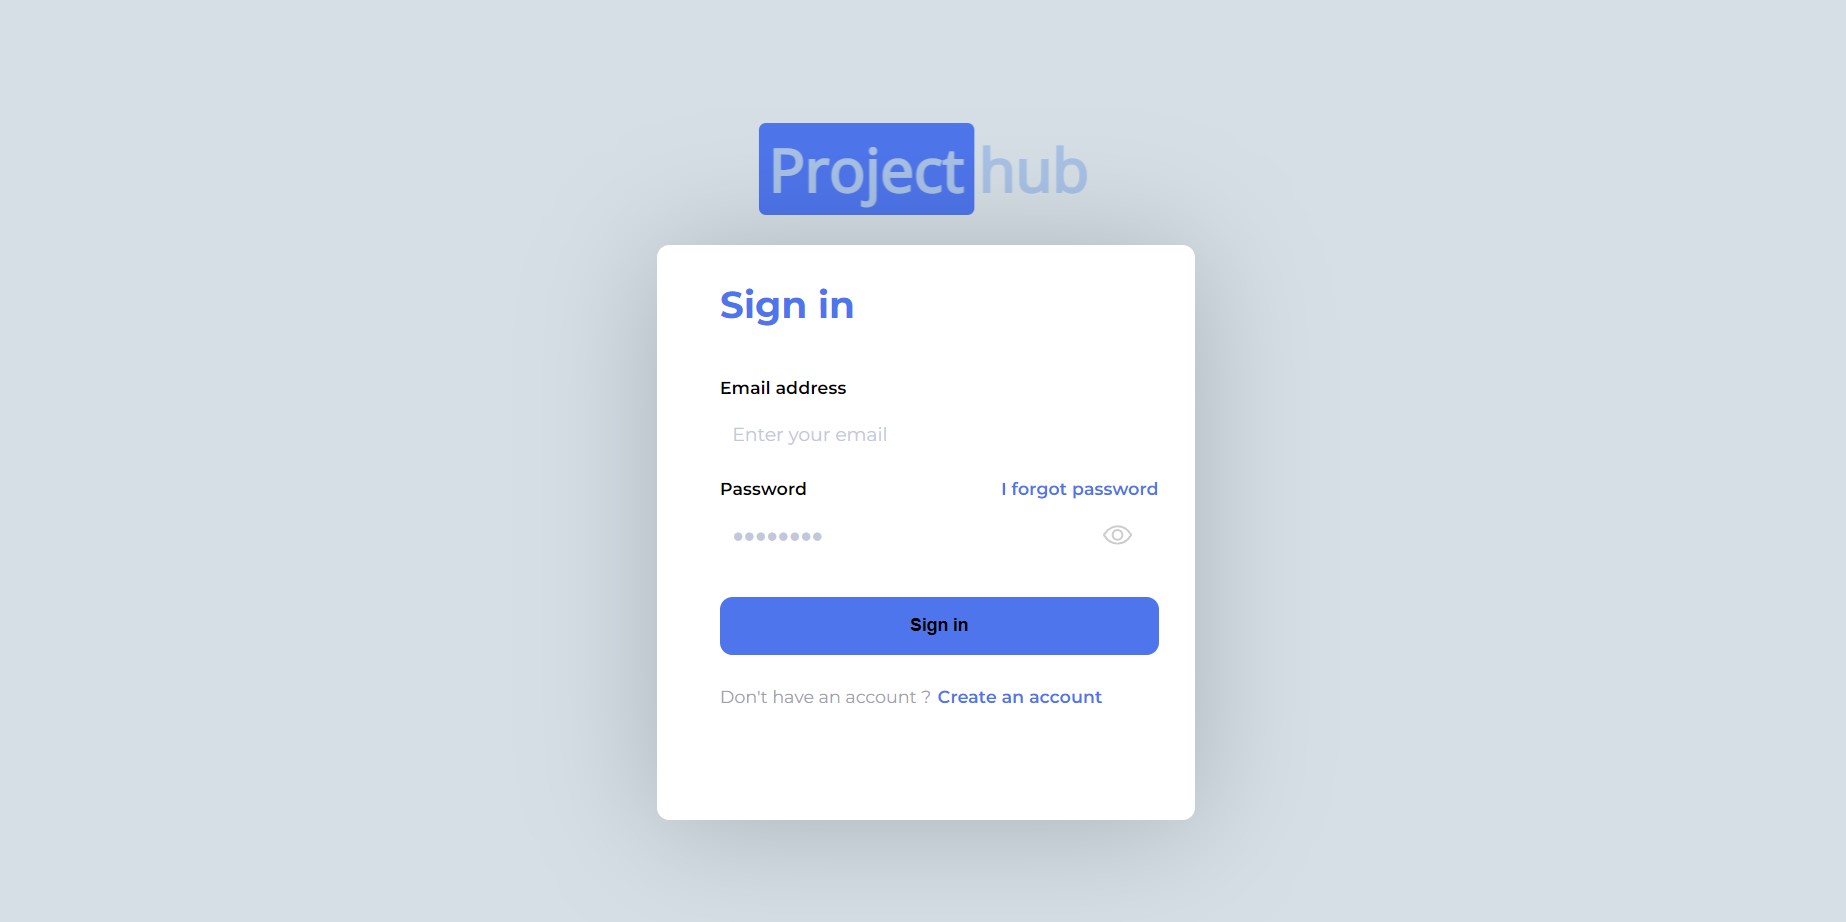 Project hub
Sign in
Email address
Enter your email
Password I forgot password
••••••••
Sign in
Don't have an account ? Create an account